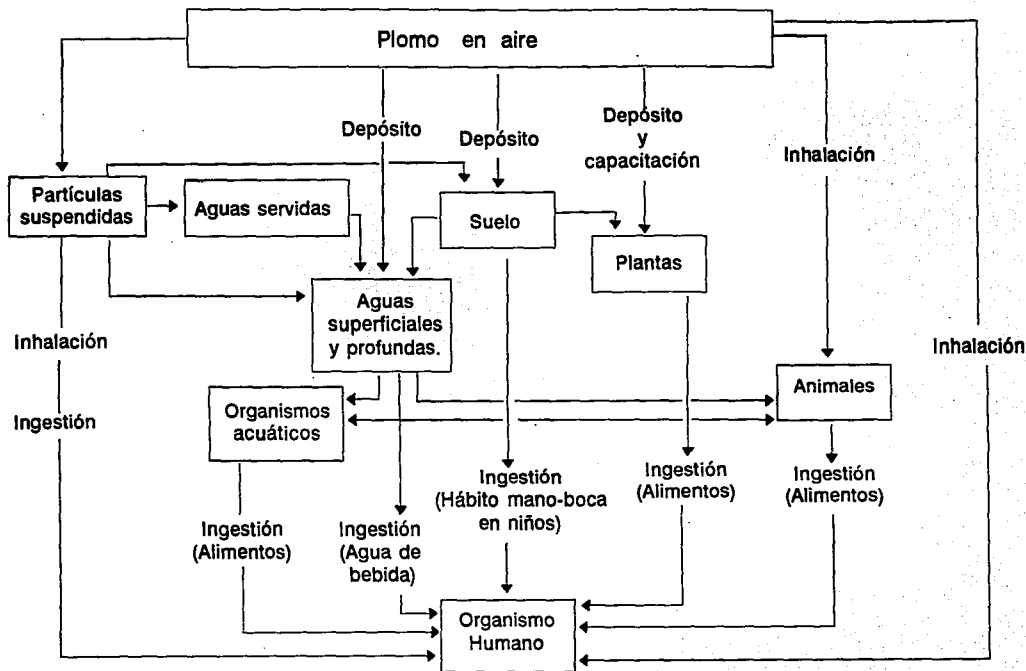 Plomo en aire
Depósito
Depósito
Depósito
y
capacitación
Inhalación
Partículas
suspendidas
Aguas servidas
Suelo
Plantas
Aguas
superficiales
y profundas.
Inhalación
Inhalación
Animales
Organismos
acuáticos
Ingestión
Ingestión
(Hábito mano-boca
en niños)
Ingestión
(Alimentos)
Ingestión
(Alimentos)
Ingestión
(Alimentos)
Ingestión
(Agua de
bebida)
Organismo
Humano